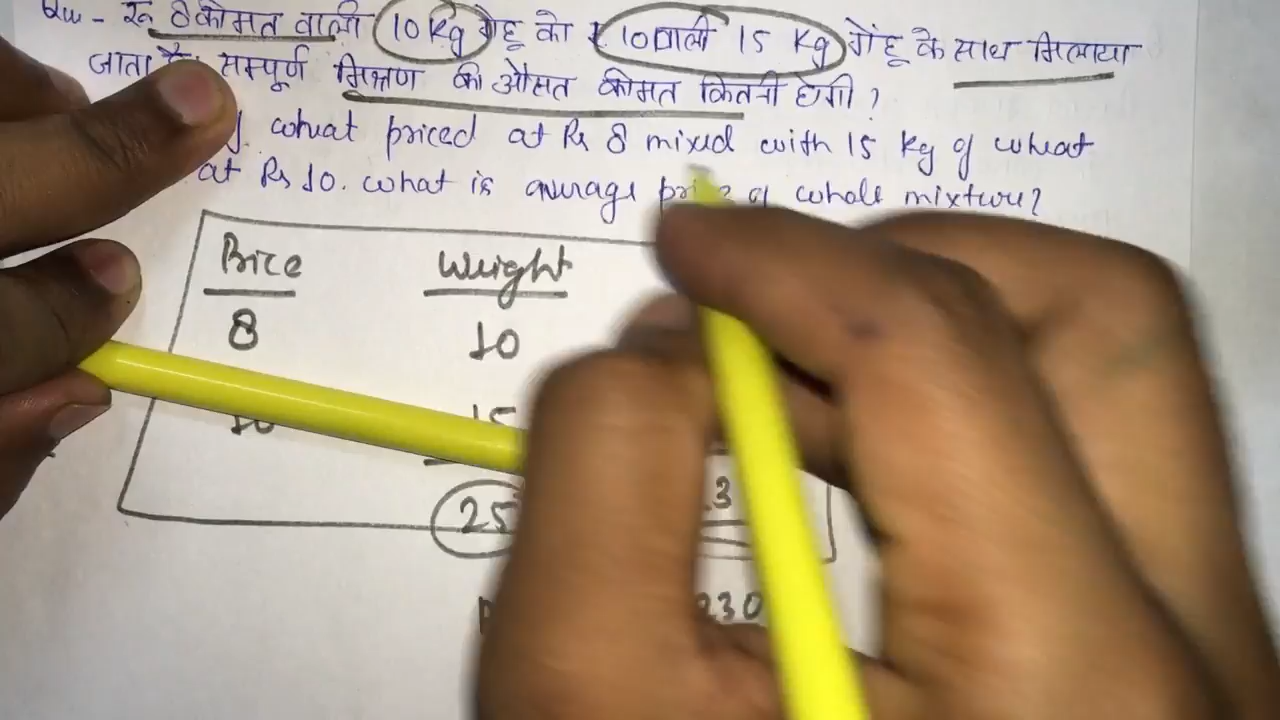 Qu - रू 8 कीमत वाली 10 Kg गेहू को ₹ 10 वाली 15 Kg गेंहू के साथ मिलाया
जाता है। सम्पूर्ण मिश्रण की औसत कीमत कितनी होगी ?
wheat priced at Rs 8 mixed with 15 Kg of wheat
at Rs 10. what is average of whole mixture?
Price Weight
8 10
10 15
25
230